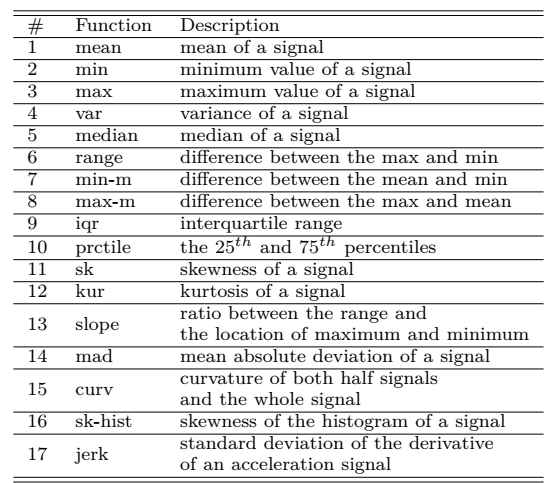 # Function Description
1 mean mean of a signal
2 min minimum value of a signal
3 max maximum value of a signal
4 var variance of a signal
5 median median of a signal
6 range difference between the max and min
7 min-m difference between the mean and min
8 max-m difference between the max and mean
9 iqr interquartile range
10 prctile the 25^th and 75^th percentiles
11 sk skewness of a signal
12 kur kurtosis of a signal
13 slope ratio between the range and
the location of maximum and minimum
14 mad mean absolute deviation of a signal
15 curv curvature of both half signals
and the whole signal
16 sk-hist skewness of the histogram of a signal
17 jerk standard deviation of the derivative
of an acceleration signal